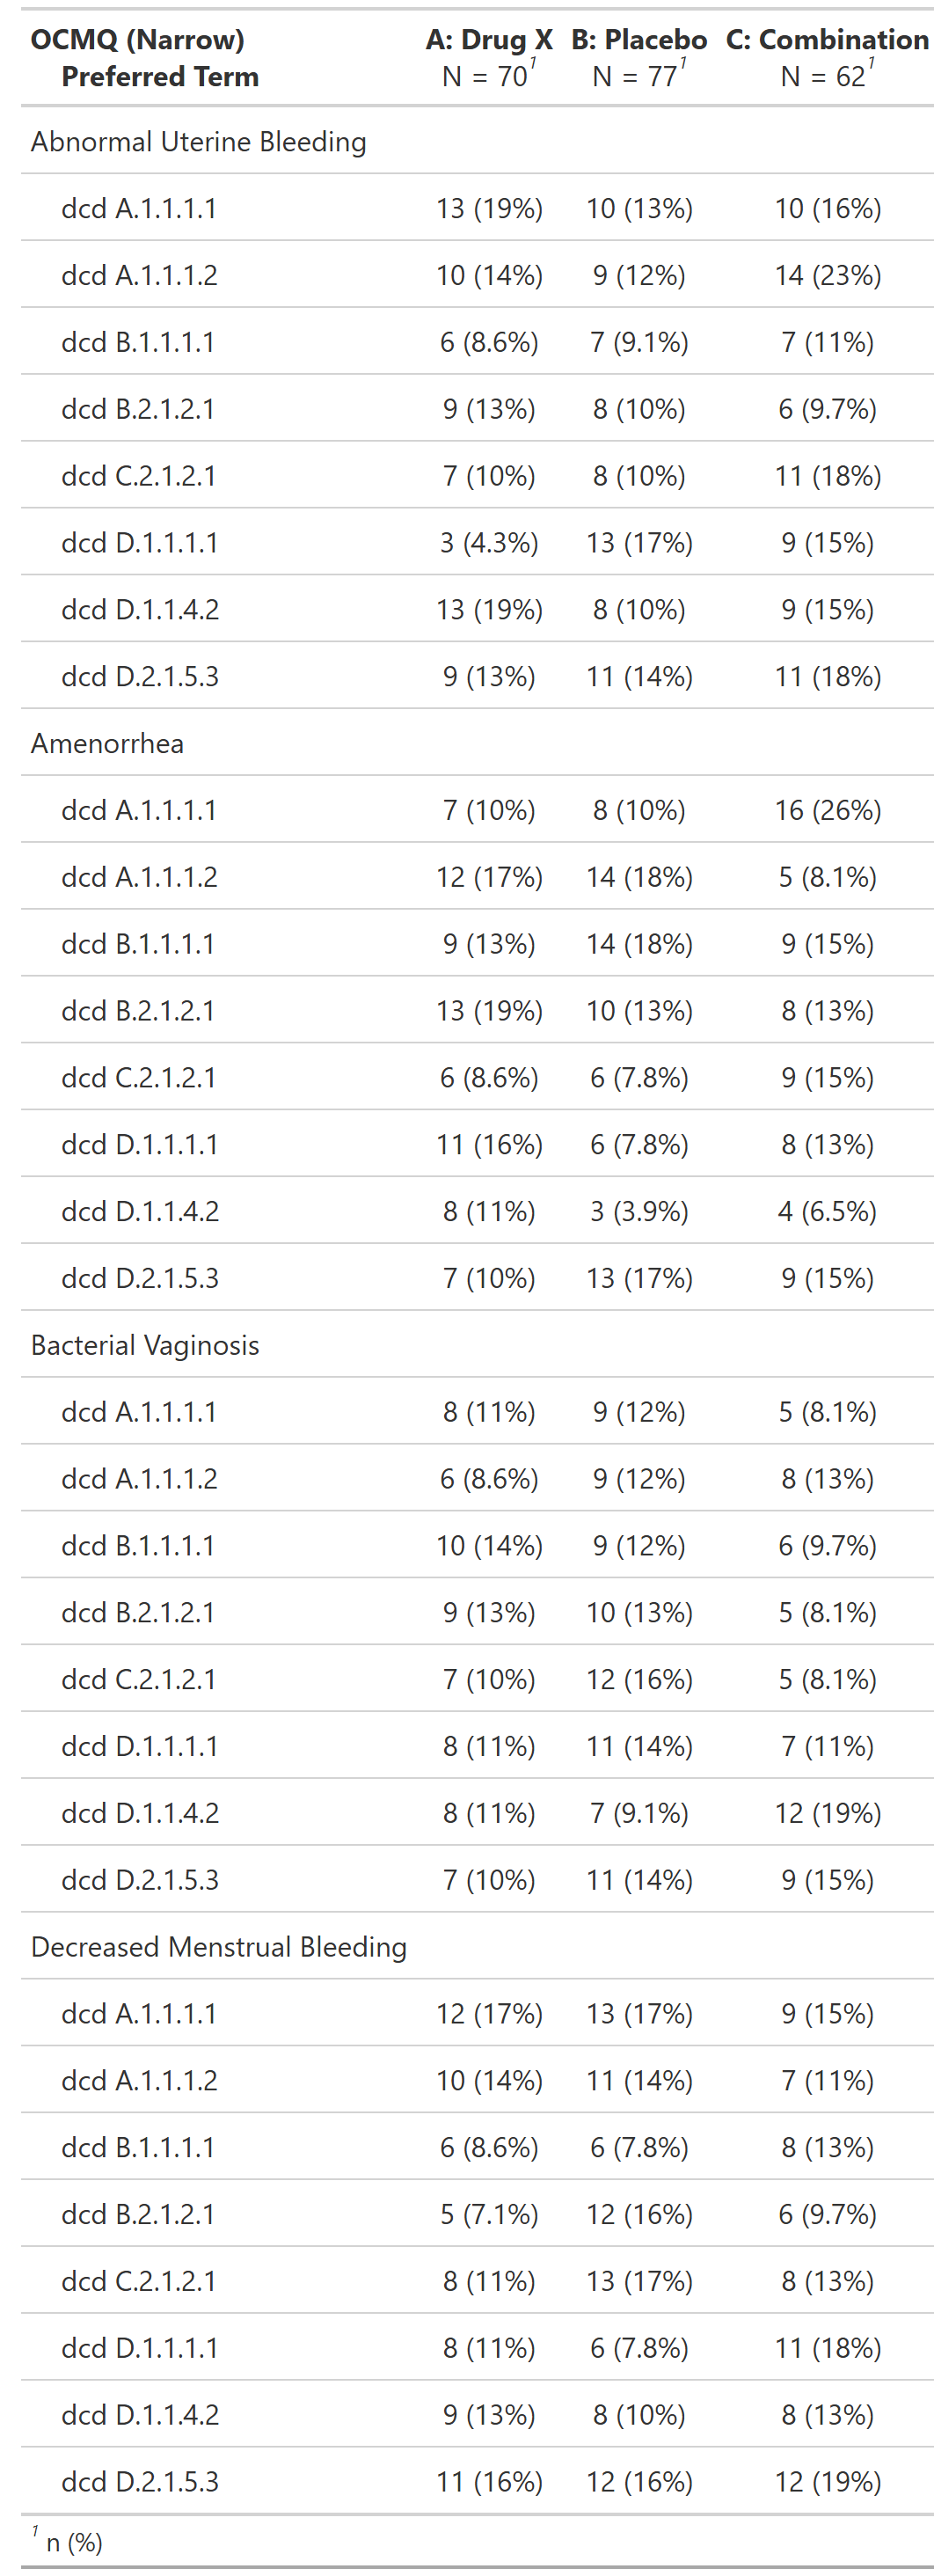 OCMQ (Narrow) A: Drug X B: Placebo C: Combination
Preferred Term N = 70¹ N = 77¹ N = 62¹
Abnormal Uterine Bleeding
dcd A.1.1.1.1 13 (19%) 10 (13%) 10 (16%)
dcd A.1.1.1.2 10 (14%) 9 (12%) 14 (23%)
dcd B.1.1.1.1 6 (8.6%) 7 (9.1%) 7 (11%)
dcd B.2.1.2.1 9 (13%) 8 (10%) 6 (9.7%)
dcd C.2.1.2.1 7 (10%) 8 (10%) 11 (18%)
dcd D.1.1.1.1 3 (4.3%) 13 (17%) 9 (15%)
dcd D.1.1.4.2 13 (19%) 8 (10%) 9 (15%)
dcd D.2.1.5.3 9 (13%) 11 (14%) 11 (18%)
Amenorrhea
dcd A.1.1.1.1 7 (10%) 8 (10%) 16 (26%)
dcd A.1.1.1.2 12 (17%) 14 (18%) 5 (8.1%)
dcd B.1.1.1.1 9 (13%) 14 (18%) 9 (15%)
dcd B.2.1.2.1 13 (19%) 10 (13%) 8 (13%)
dcd C.2.1.2.1 6 (8.6%) 6 (7.8%) 9 (15%)
dcd D.1.1.1.1 11 (16%) 6 (7.8%) 8 (13%)
dcd D.1.1.4.2 8 (11%) 3 (3.9%) 4 (6.5%)
dcd D.2.1.5.3 7 (10%) 13 (17%) 9 (15%)
Bacterial Vaginosis
dcd A.1.1.1.1 8 (11%) 9 (12%) 5 (8.1%)
dcd A.1.1.1.2 6 (8.6%) 9 (12%) 8 (13%)
dcd B.1.1.1.1 10 (14%) 9 (12%) 6 (9.7%)
dcd B.2.1.2.1 9 (13%) 10 (13%) 5 (8.1%)
dcd C.2.1.2.1 7 (10%) 12 (16%) 5 (8.1%)
dcd D.1.1.1.1 8 (11%) 11 (14%) 7 (11%)
dcd D.1.1.4.2 8 (11%) 7 (9.1%) 12 (19%)
dcd D.2.1.5.3 7 (10%) 11 (14%) 9 (15%)
Decreased Menstrual Bleeding
dcd A.1.1.1.1 12 (17%) 13 (17%) 9 (15%)
dcd A.1.1.1.2 10 (14%) 11 (14%) 7 (11%)
dcd B.1.1.1.1 6 (8.6%) 6 (7.8%) 8 (13%)
dcd B.2.1.2.1 5 (7.1%) 12 (16%) 6 (9.7%)
dcd C.2.1.2.1 8 (11%) 13 (17%) 8 (13%)
dcd D.1.1.1.1 8 (11%) 6 (7.8%) 11 (18%)
dcd D.1.1.4.2 9 (13%) 8 (10%) 8 (13%)
dcd D.2.1.5.3 11 (16%) 12 (16%) 12 (19%)
¹ n (%)